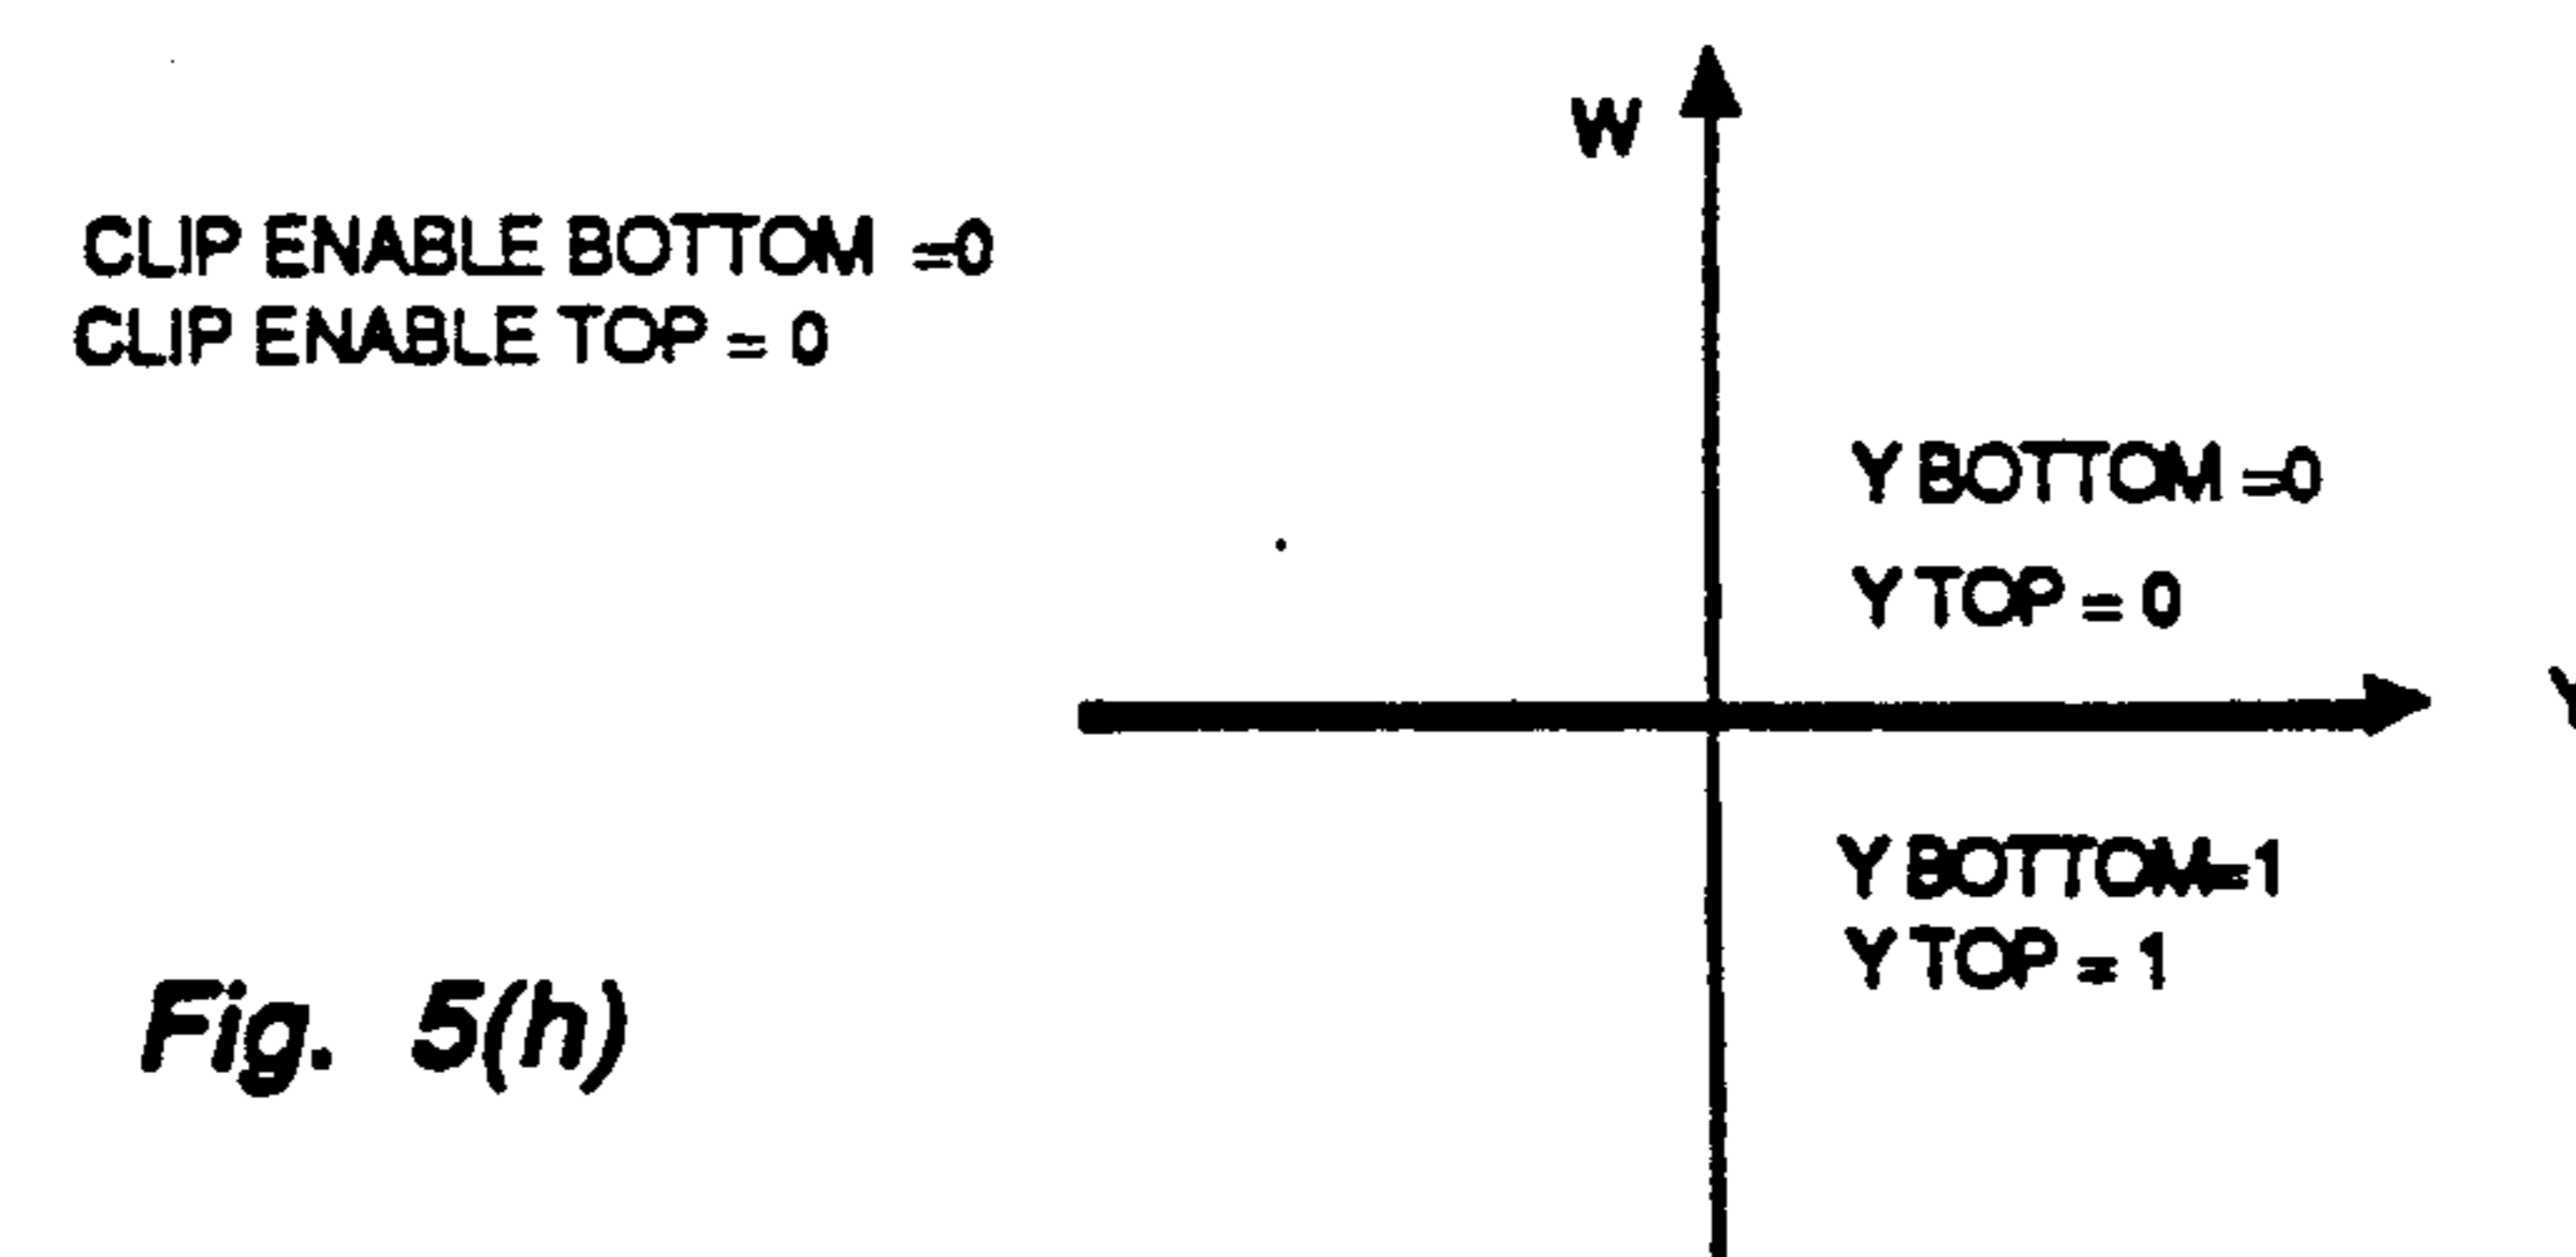 W
CLIP ENABLE BOTTOM =0
CLIP ENABLE TOP = 0
Y BOTTOM =0
Y TOP = 0
Y
Y BOTTOM=1
Y TOP = 1
Fig. 5(h)